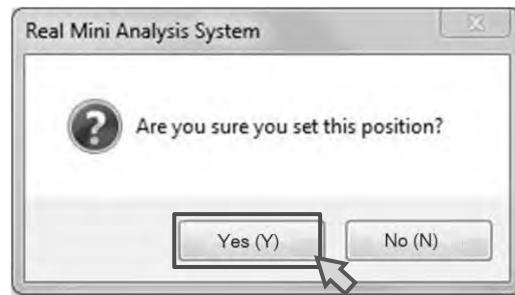 Real Mini Analysis System
Are you sure you set this position?
Yes (Y)
No (N)